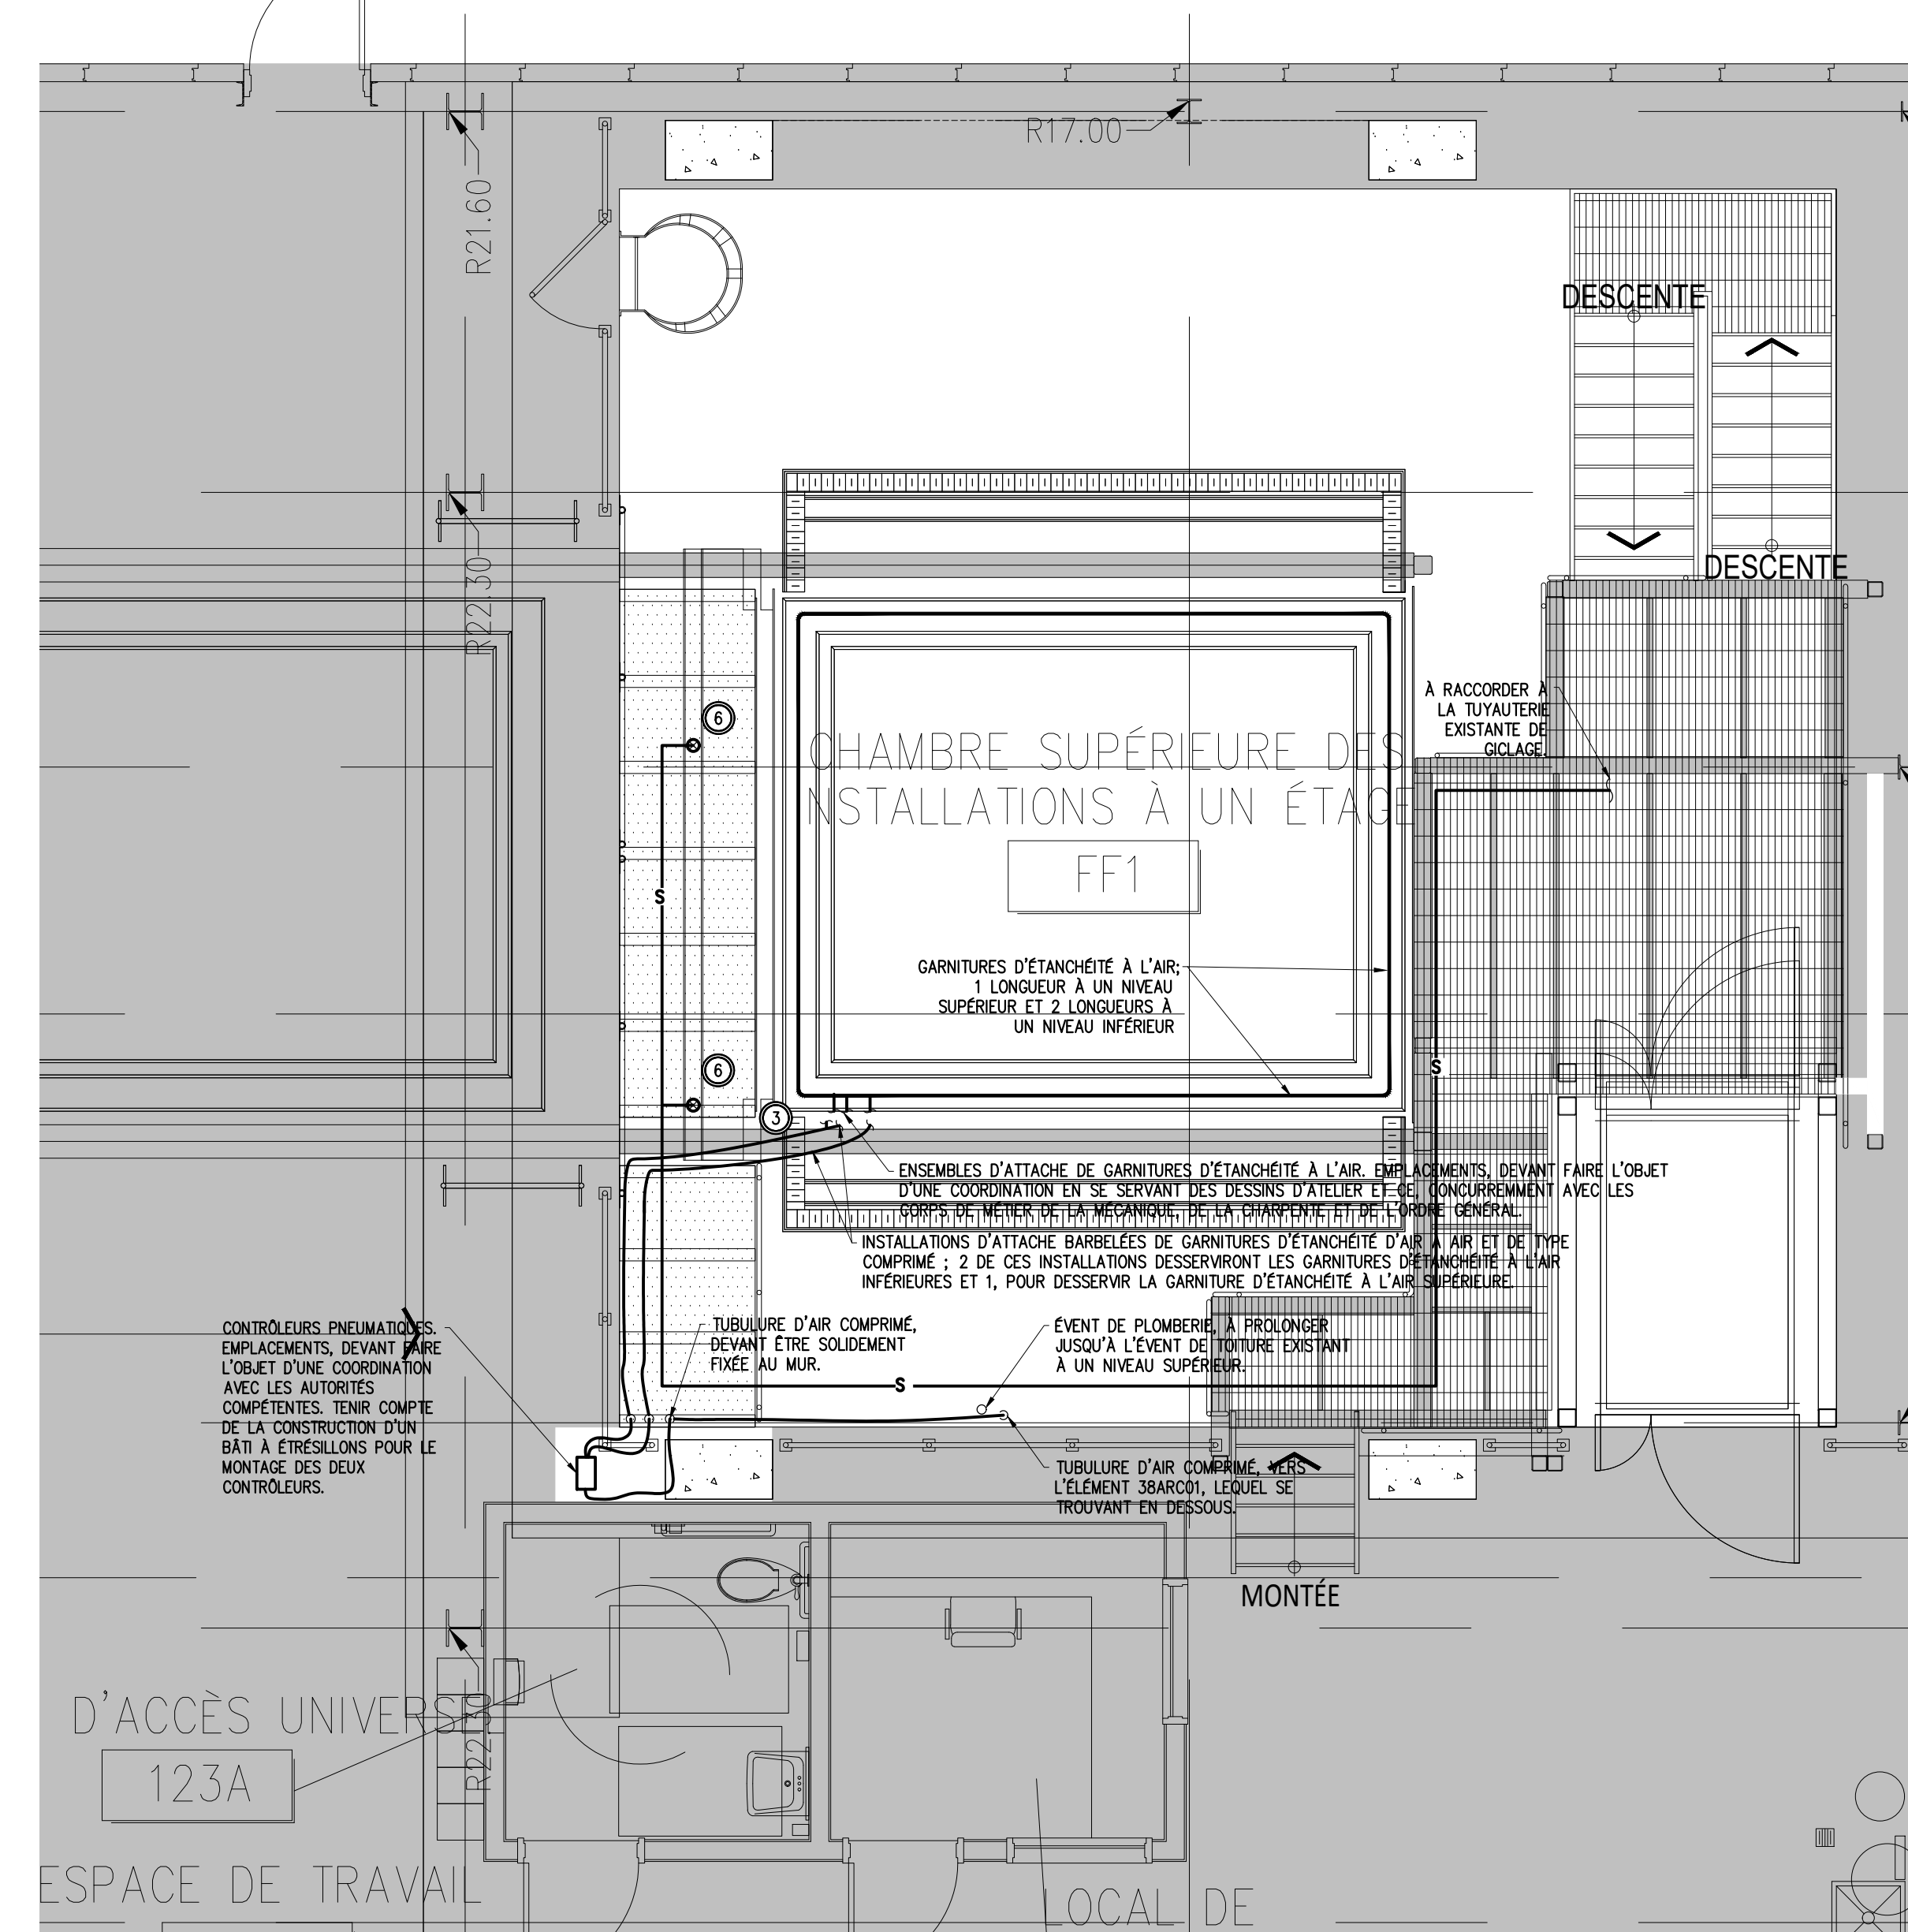 R17.00
R21.60
DESCENTE
DESCENTE
R22.30
6
À RACCORDER À
LA TUYAUTERIE
EXISTANTE DE
GICLAGE.
CHAMBRE SUPÉRIEURE DES
INSTALLATIONS À UN ÉTAGE
FF1
S
GARNITURES D'ÉTANCHÉITÉ À L'AIR;
1 LONGUEUR À UN NIVEAU
SUPÉRIEUR ET 2 LONGUEURS À
UN NIVEAU INFÉRIEUR
6
S
3
ENSEMBLES D'ATTACHE DE GARNITURES D'ÉTANCHÉITÉ À L'AIR. EMPLACEMENTS, DEVANT FAIRE L'OBJET
D'UNE COORDINATION EN SE SERVANT DES DESSINS D'ATELIER ET CE, CONCURREMMENT AVEC LES
CORPS DE MÉTIER DE LA MÉCANIQUE, DE LA CHARPENTE ET DE L'ORDRE GÉNÉRAL.
INSTALLATIONS D'ATTACHE BARBELÉES DE GARNITURES D'ÉTANCHÉITÉ D'AIR À AIR ET DE TYPE
COMPRIMÉ ; 2 DE CES INSTALLATIONS DESSERVIRONT LES GARNITURES D'ÉTANCHÉITÉ À L'AIR
INFÉRIEURES ET 1, POUR DESSERVIR LA GARNITURE D'ÉTANCHÉITÉ À L'AIR SUPÉRIEURE.
CONTRÔLEURS PNEUMATIQUES.
EMPLACEMENTS, DEVANT FAIRE
L'OBJET D'UNE COORDINATION
AVEC LES AUTORITÉS
COMPÉTENTES. TENIR COMPTE
DE LA CONSTRUCTION D'UN
BÂTI À ÉTRÉSILLONS POUR LE
MONTAGE DES DEUX
CONTRÔLEURS.
TUBULURE D'AIR COMPRIMÉ,
DEVANT ÊTRE SOLIDEMENT
FIXÉE AU MUR.
ÉVENT DE PLOMBERIE, À PROLONGER
JUSQU'À L'ÉVENT DE TOITURE EXISTANT
À UN NIVEAU SUPÉRIEUR.
S
TUBULURE D'AIR COMPRIMÉ, VERS
L'ÉLÉMENT 38ARC01, LEQUEL SE
TROUVANT EN DESSOUS.
MONTÉE
D'ACCÈS UNIVERSEL
R22.30
123A
ESPACE DE TRAVAIL
LOCAL DE